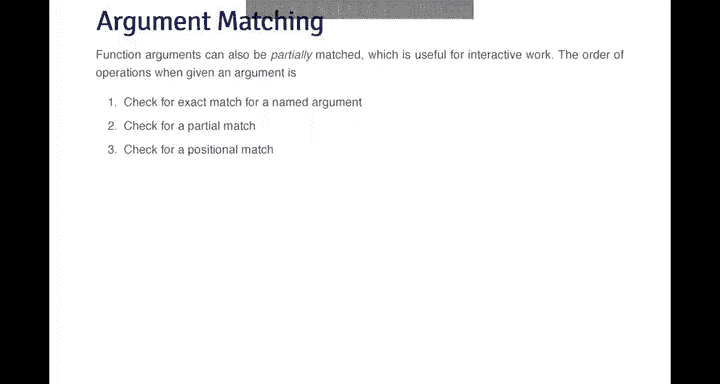 Argument Matching
Function arguments can also be partially matched, which is useful for interactive work. The order of
operations when given an argument is
1. Check for exact match for a named argument
2. Check for a partial match
3. Check for a positional match